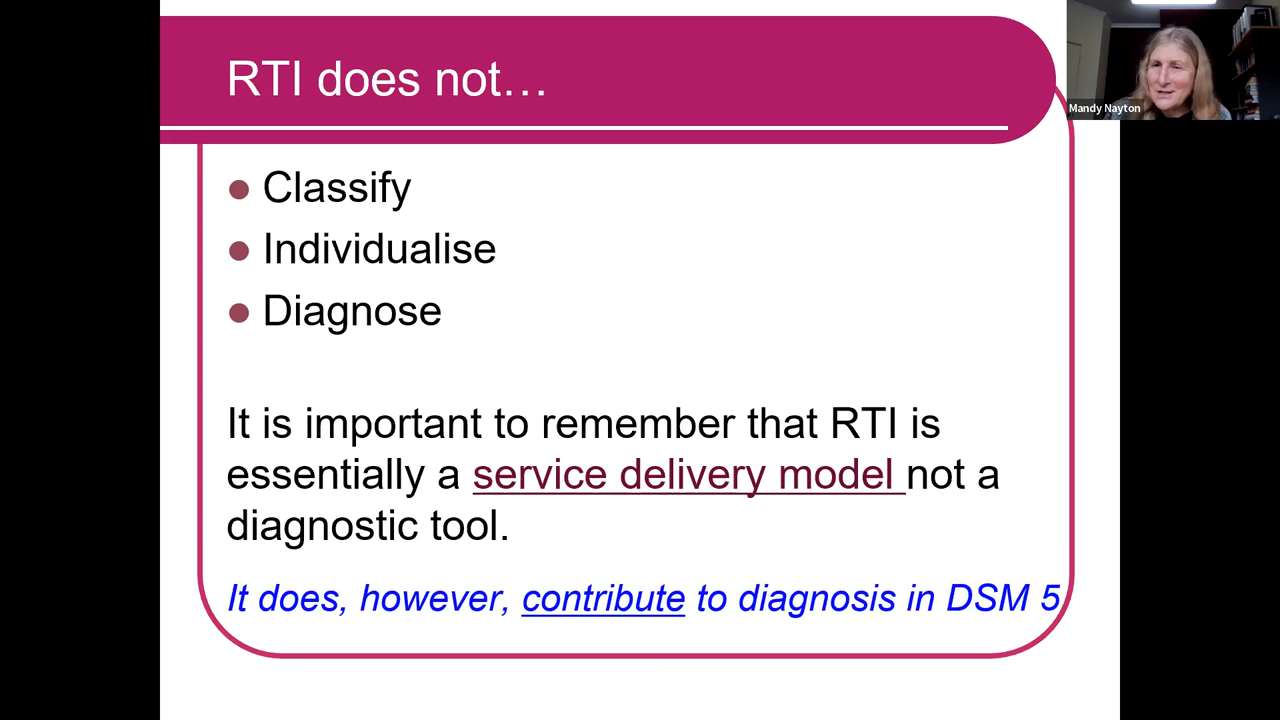 RTI does not…
Mandy Nayton
Classify
Individualise
Diagnose
It is important to remember that RTI is
essentially a service delivery model not a
diagnostic tool.
It does, however, contribute to diagnosis in DSM 5